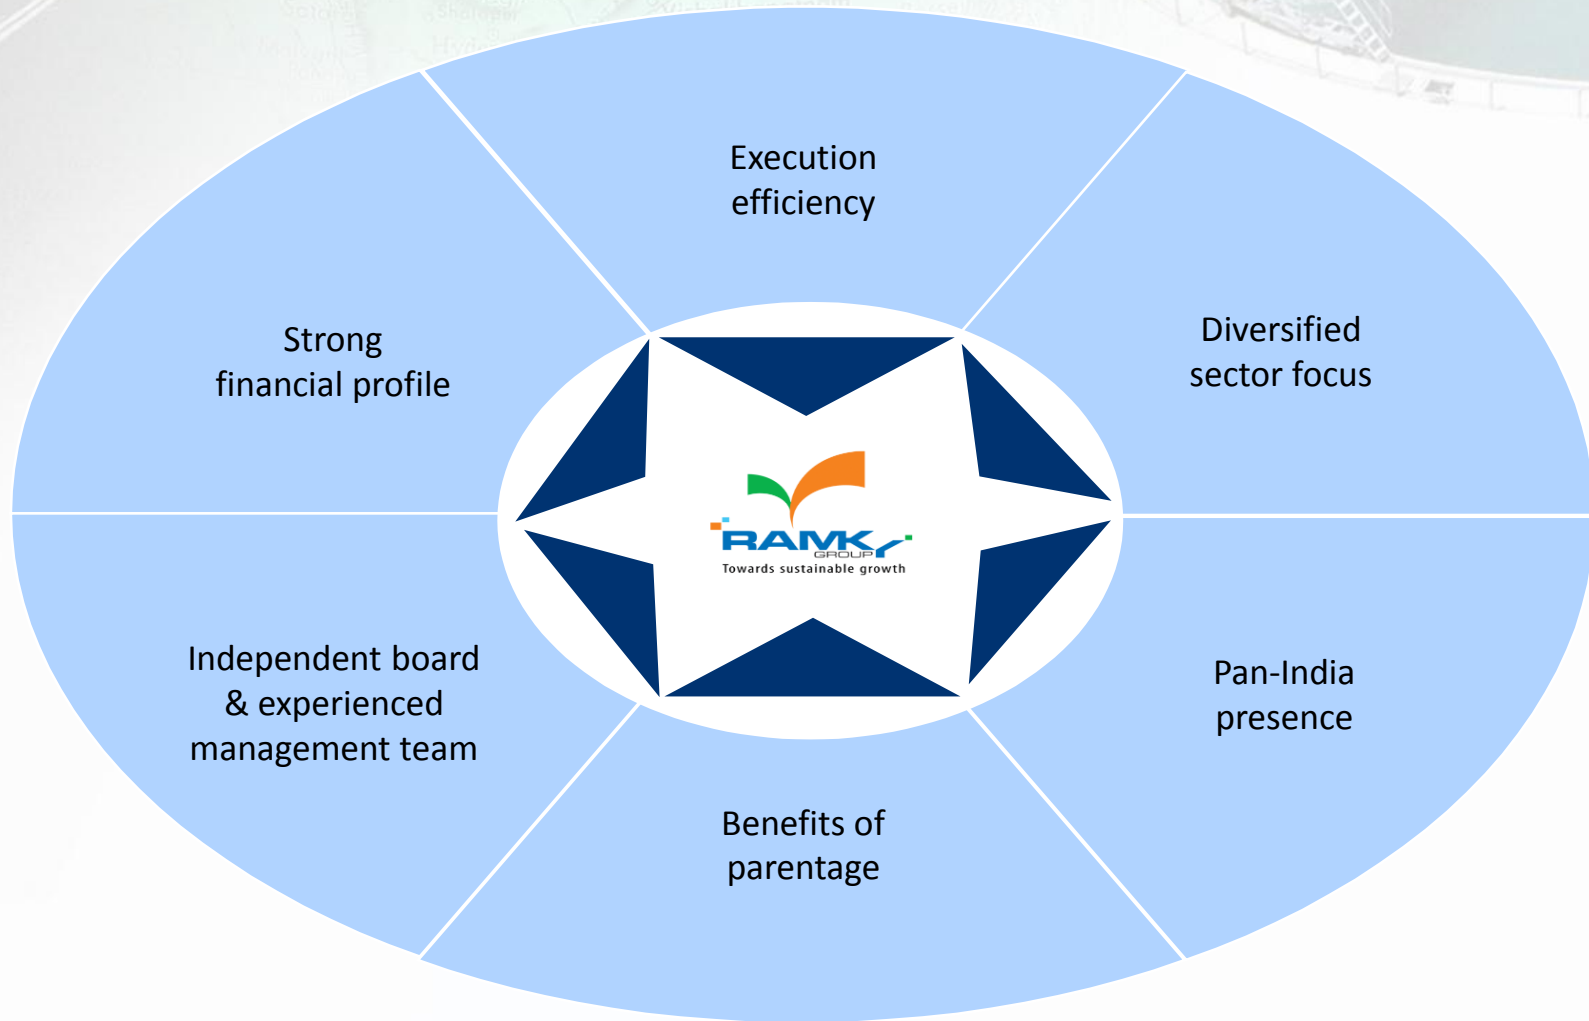 Execution
efficiency
Diversified
sector focus
Pan-India
presence
Benefits of
parentage
Independent board
& experienced
management team
Strong
financial profile
RAMKY
GROUP
Towards sustainable growth